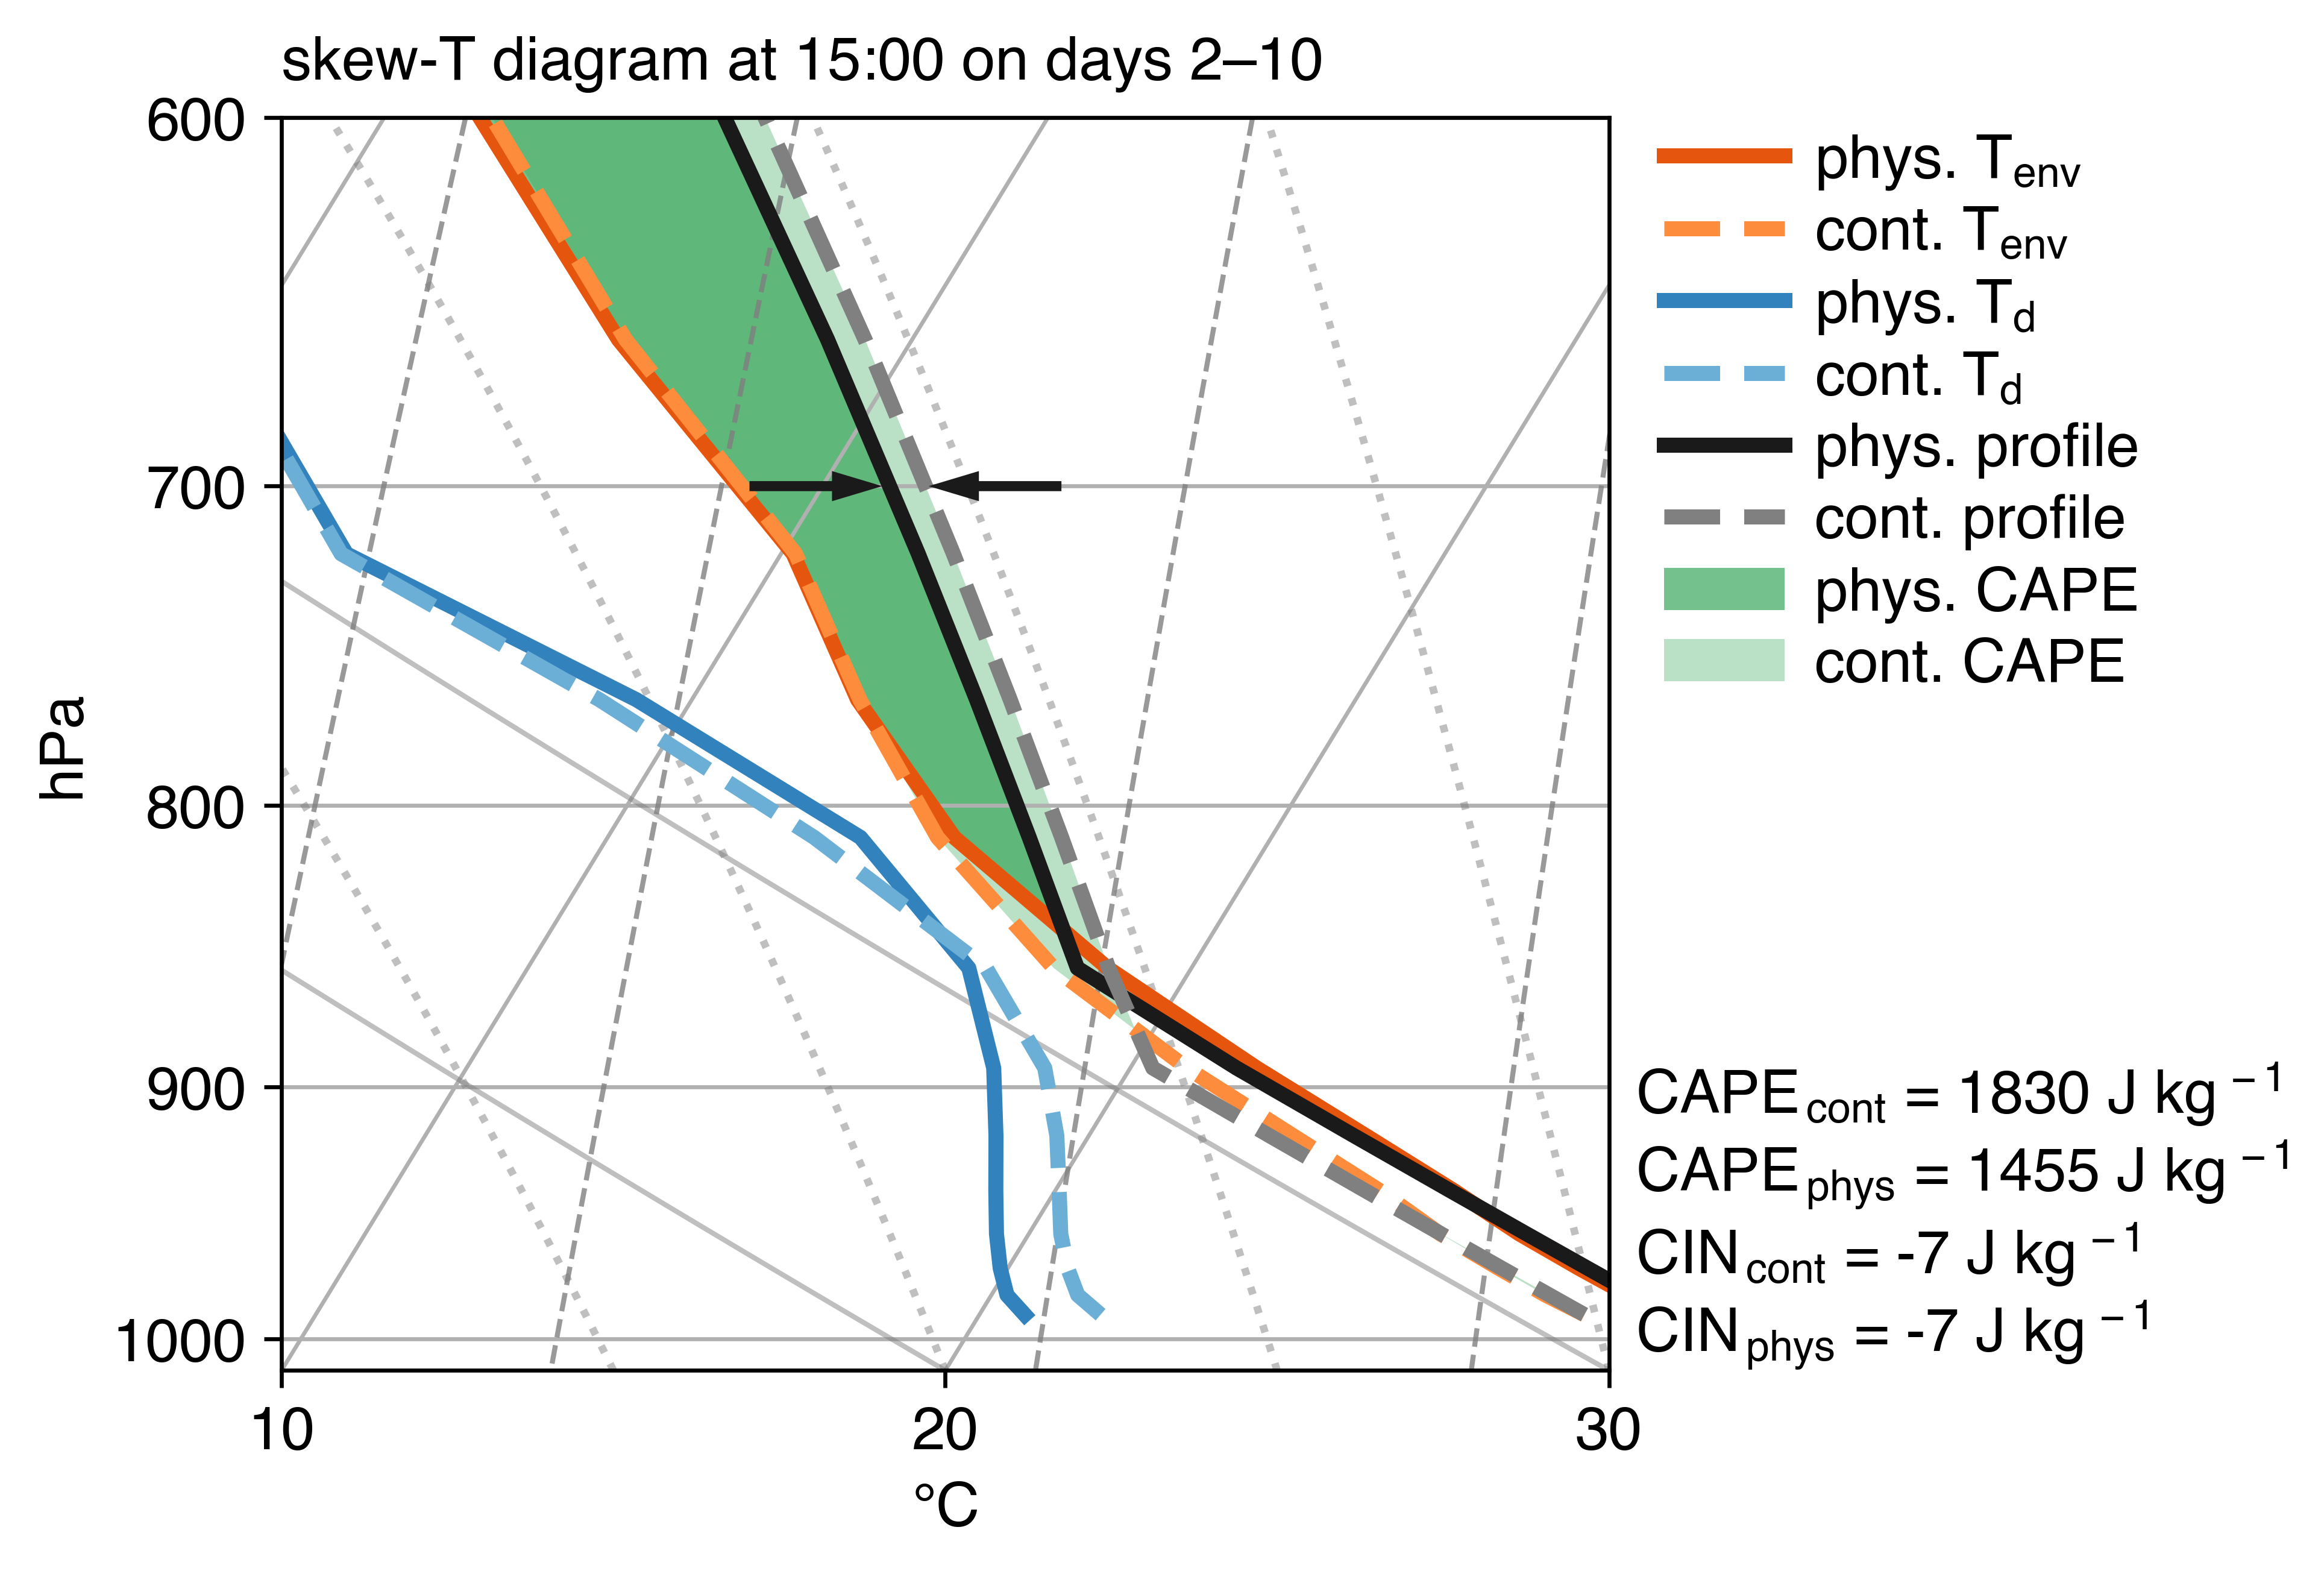 skew-T diagram at 15:00 on days 2–10
600
700
800
900
1000
hPa
10
20
30
°C
phys. T_env
cont. T_env
phys. T_d
cont. T_d
phys. profile
cont. profile
phys. CAPE
cont. CAPE
CAPE_cont = 1830 J kg⁻¹
CAPE_phys = 1455 J kg⁻¹
CIN_cont = -7 J kg⁻¹
CIN_phys = -7 J kg⁻¹